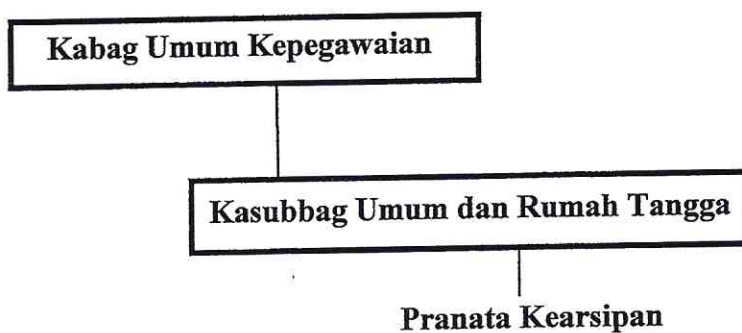 Kabag Umum Kepegawaian
Kasubbag Umum dan Rumah Tangga
Pranata Kearsipan